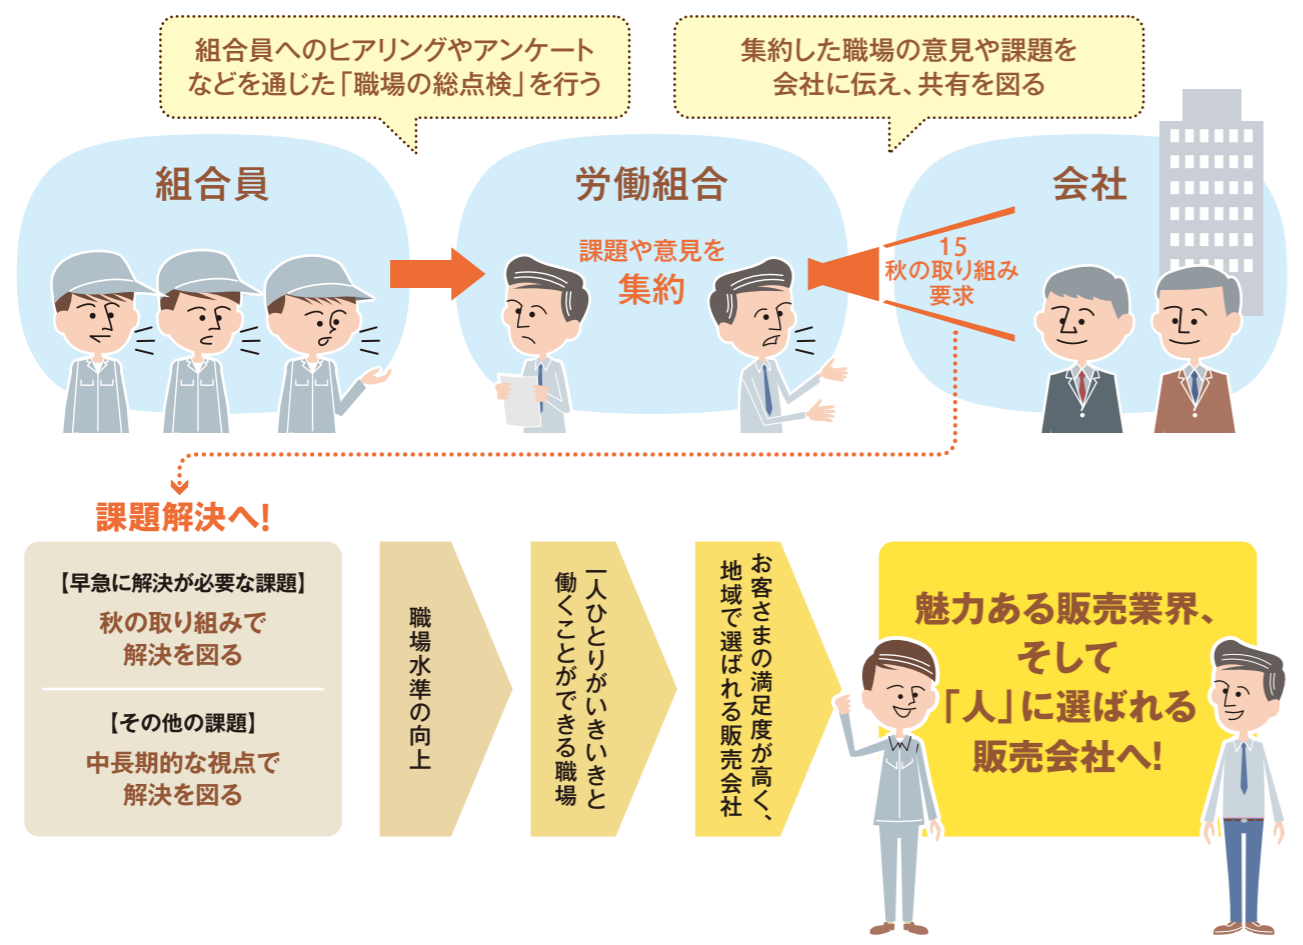 組合員へのヒアリングやアンケート
などを通じた「職場の総点検」を行う
集約した職場の意見や課題を
会社に伝え、共有を図る
組合員
労働組合
会社
課題や意見を
集約
15
秋の取り組み
要求
課題解決へ!
【早急に解決が必要な課題】
秋の取り組みで
解決を図る
【その他の課題】
中長期的な視点で
解決を図る
職場水準の向上
一人ひとりがいきいきと
働くことができる職場
お客さまの満足度が高く、
地域で選ばれる販売会社
魅力ある販売業界、
そして
「人」に選ばれる
販売会社へ!